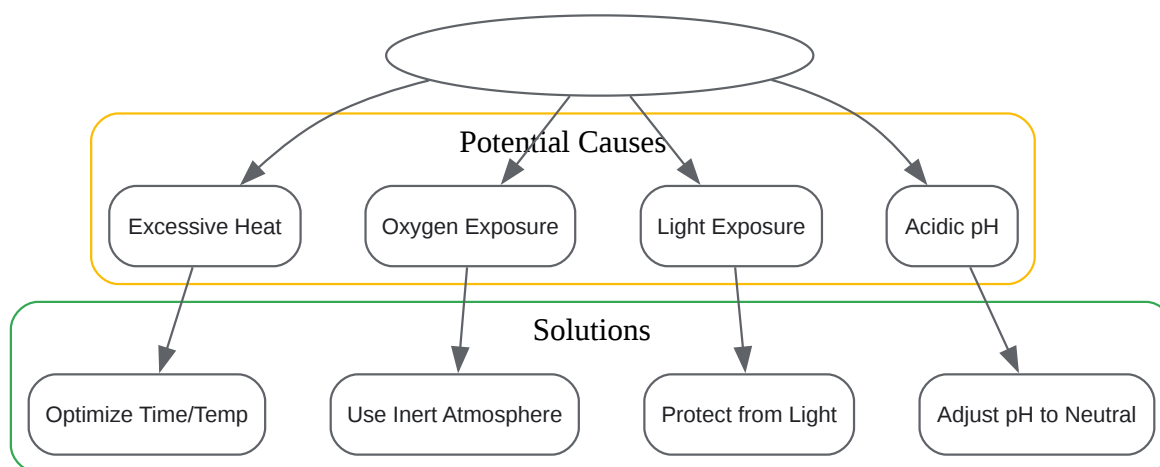 Potential Causes
Excessive Heat
Oxygen Exposure
Light Exposure
Acidic pH
Solutions
Optimize Time/Temp
Use Inert Atmosphere
Protect from Light
Adjust pH to Neutral